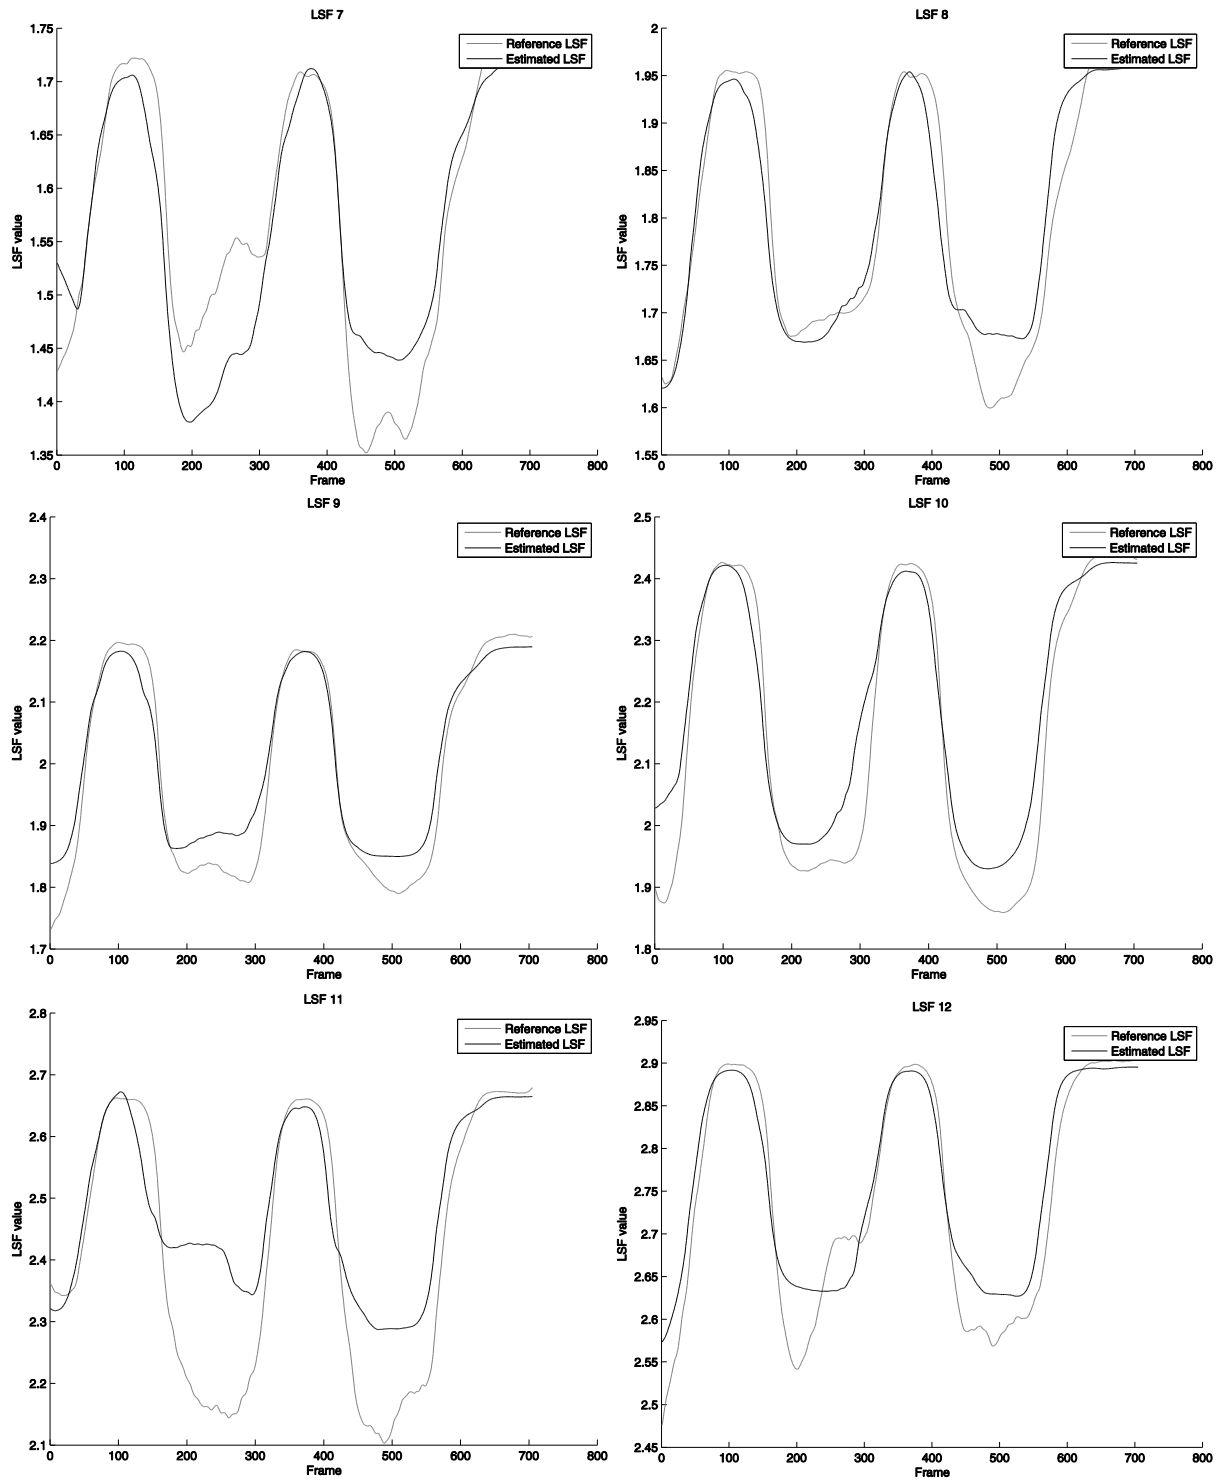 LSF 7
Reference LSF
Estimated LSF
1.75
1.7
1.65
1.6
1.55
1.5
1.45
1.4
1.35
LSF value
0 100 200 300 400 500 600 700 800
Frame
LSF 8
Reference LSF
Estimated LSF
2
1.95
1.9
1.85
1.8
1.75
1.7
1.65
1.6
1.55
LSF value
0 100 200 300 400 500 600 700 800
Frame
LSF 9
Reference LSF
Estimated LSF
2.4
2.3
2.2
2.1
2
1.9
1.8
1.7
LSF value
0 100 200 300 400 500 600 700 800
Frame
LSF 10
Reference LSF
Estimated LSF
2.5
2.4
2.3
2.2
2.1
2
1.9
1.8
LSF value
0 100 200 300 400 500 600 700 800
Frame
LSF 11
Reference LSF
Estimated LSF
2.8
2.7
2.6
2.5
2.4
2.3
2.2
2.1
LSF value
0 100 200 300 400 500 600 700 800
Frame
LSF 12
Reference LSF
Estimated LSF
2.95
2.9
2.85
2.8
2.75
2.7
2.65
2.6
2.55
2.5
2.45
LSF value
0 100 200 300 400 500 600 700 800
Frame